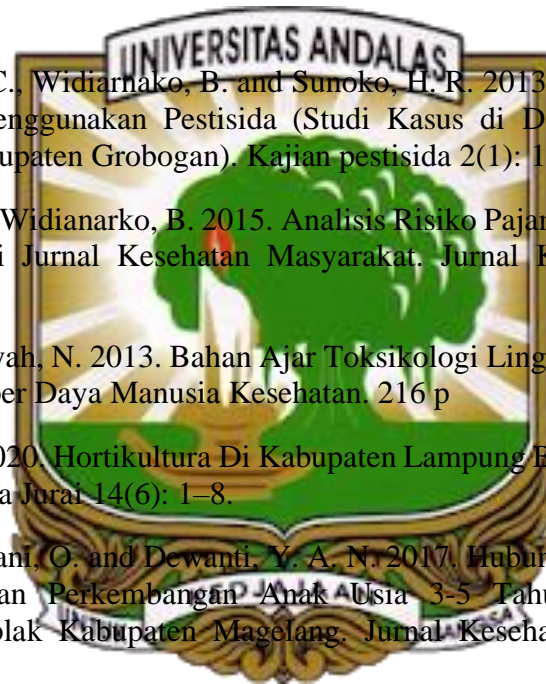 UNIVERSITAS ANDALAS
C., Widiarnako, B. and Sunoko, H. R. 2013
enggunakan Pestisida (Studi Kasus di D
upaten Grobogan). Kajian pestisida 2(1): 1
Widianarko, B. 2015. Analisis Risiko Pajan
i Jurnal Kesehatan Masyarakat. Jurnal K
yah, N. 2013. Bahan Ajar Toksikologi Ling
ber Daya Manusia Kesehatan. 216 p
020. Hortikultura Di Kabupaten Lampung B
a Jurai 14(6): 1–8.
ani, O. and Dewanti, Y. A. N. 2017. Hubun
an Perkembangan Anak Usia 3-5 Tahu
olak Kabupaten Magelang. Jurnal Keseha